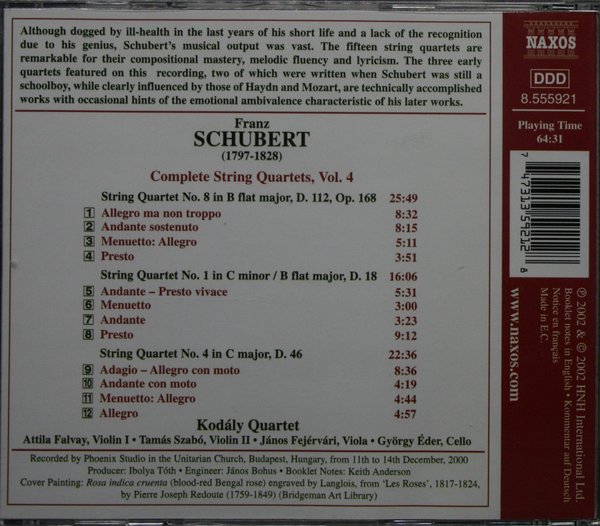 Although dogged by ill-health in the last years of his short life and a lack of the recognition
due to his genius, Schubert's musical output was vast. The fifteen string quartets are
remarkable for their compositional mastery, melodic fluency and lyricism. The three early
quartets featured on this recording, two of which were written when Schubert was still a
schoolboy, while clearly influenced by those of Haydn and Mozart, are technically accomplished
works with occasional hints of the emotional ambivalence characteristic of his later works.
Franz
SCHUBERT
(1797-1828)
Complete String Quartets, Vol. 4
String Quartet No. 8 in B flat major, D. 112, Op. 168 25:49
1 Allegro ma non troppo 8:32
2 Andante sostenuto 8:15
3 Menuetto: Allegro 5:11
4 Presto 3:51
String Quartet No. 1 in C minor / B flat major, D. 18 16:06
5 Andante – Presto vivace 5:31
6 Menuetto 3:00
7 Andante 3:23
8 Presto 9:12
String Quartet No. 4 in C major, D. 46 22:36
9 Adagio – Allegro con moto 8:36
10 Andante con moto 4:19
11 Menuetto: Allegro 4:44
12 Allegro 4:57
Kodály Quartet
Attila Falvay, Violin I • Tamás Szabó, Violin II • János Fejérvári, Viola • György Éder, Cello
Recorded by Phoenix Studio in the Unitarian Church, Budapest, Hungary, from 11th to 14th December, 2000
Producer: Ibolya Tóth • Engineer: János Bohus • Booklet Notes: Keith Anderson
Cover Painting: Rosa indica cruenta (blood-red Bengal rose) engraved by Langlois, from 'Les Roses', 1817-1824,
by Pierre Joseph Redoute (1759-1849) (Bridgeman Art Library)
NAXOS
DDD
8.555921
Playing Time
64:31
7 47313 59212 8
www.naxos.com
℗ 2002 & © 2002 HNH International Ltd.
Booklet notes in English • Kommentar auf Deutsch
Notice en français
Made in E.C.